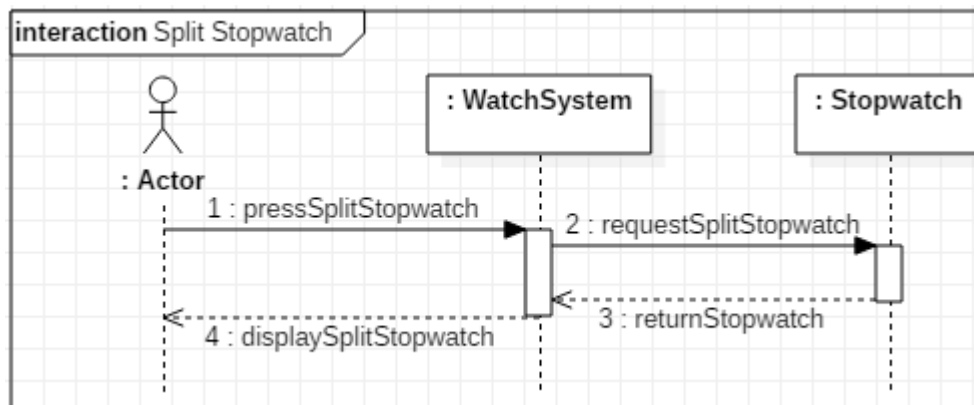 interaction Split Stopwatch
: WatchSystem
: Stopwatch
: Actor
1 : pressSplitStopwatch
2 : requestSplitStopwatch
3 : returnStopwatch
4 : displaySplitStopwatch